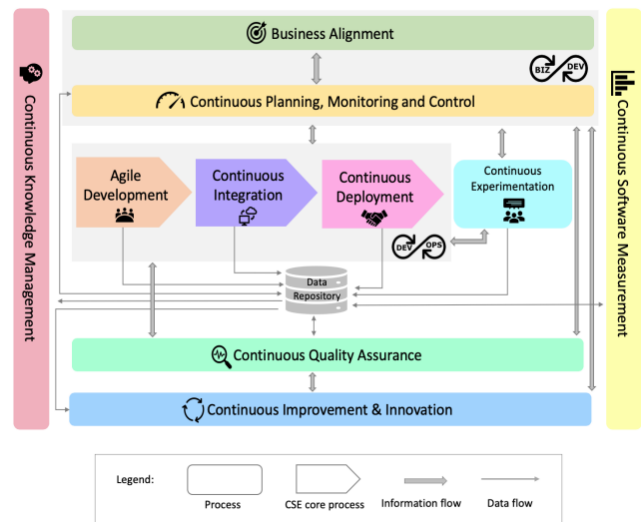 Business Alignment
BIZ DEV
Continuous Planning, Monitoring and Control
Continuous Knowledge Management
Continuous Software Measurement
Agile
Development
Continuous
Integration
Continuous
Deployment
Continuous
Experimentation
DEV OPS
Data
Repository
Continuous Quality Assurance
Continuous Improvement & Innovation
Legend:
Process
CSE core process
Information flow
Data flow